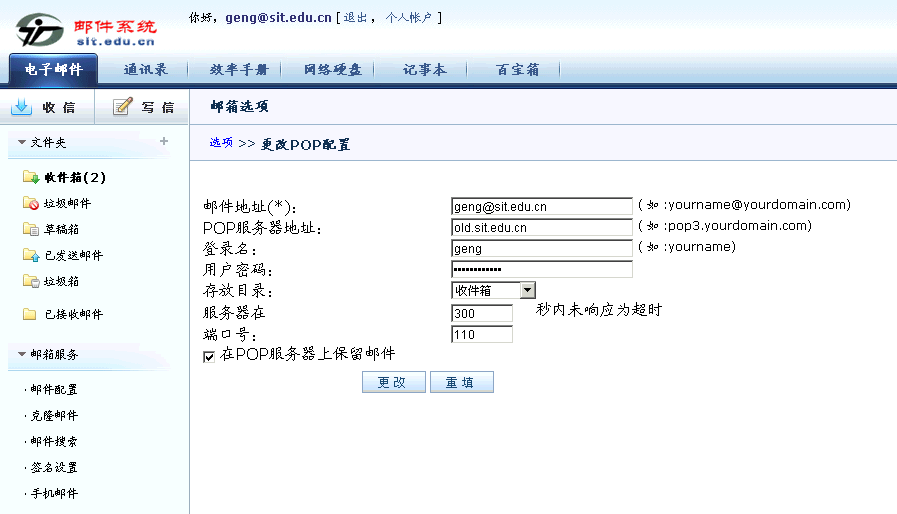 邮件系统
sit.edu.cn
你好，geng@sit.edu.cn [ 退出 ，个人帐户 ]
电子邮件 通讯录 效率手册 网络硬盘 记事本 百宝箱
收 信 写 信 邮箱选项
文件夹 +
选项 >> 更改POP配置
收件箱(2)
垃圾邮件
草稿箱
已发送邮件
垃圾箱
已接收邮件
邮箱服务
· 邮件配置
· 克隆邮件
· 邮件搜索
· 签名设置
· 手机邮件
邮件地址(*): geng@sit.edu.cn ( 如 :yourname@yourdomain.com)
POP服务器地址: old.sit.edu.cn ( 如 :pop3.yourdomain.com)
登录名: geng ( 如 :yourname)
用户密码: ••••••••••••
存放目录: 收件箱
服务器在 300 秒内未响应为超时
端口号: 110
在POP服务器上保留邮件
更 改 重 填